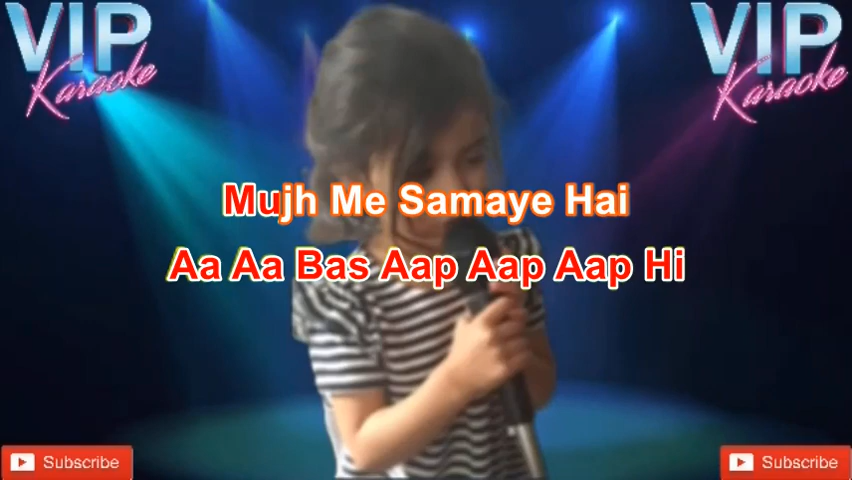 VIP Karaoke
VIP Karaoke
Mujh Me Samaye Hai
Aa Aa Bas Aap Aap Aap Hi
Subscribe
Subscribe